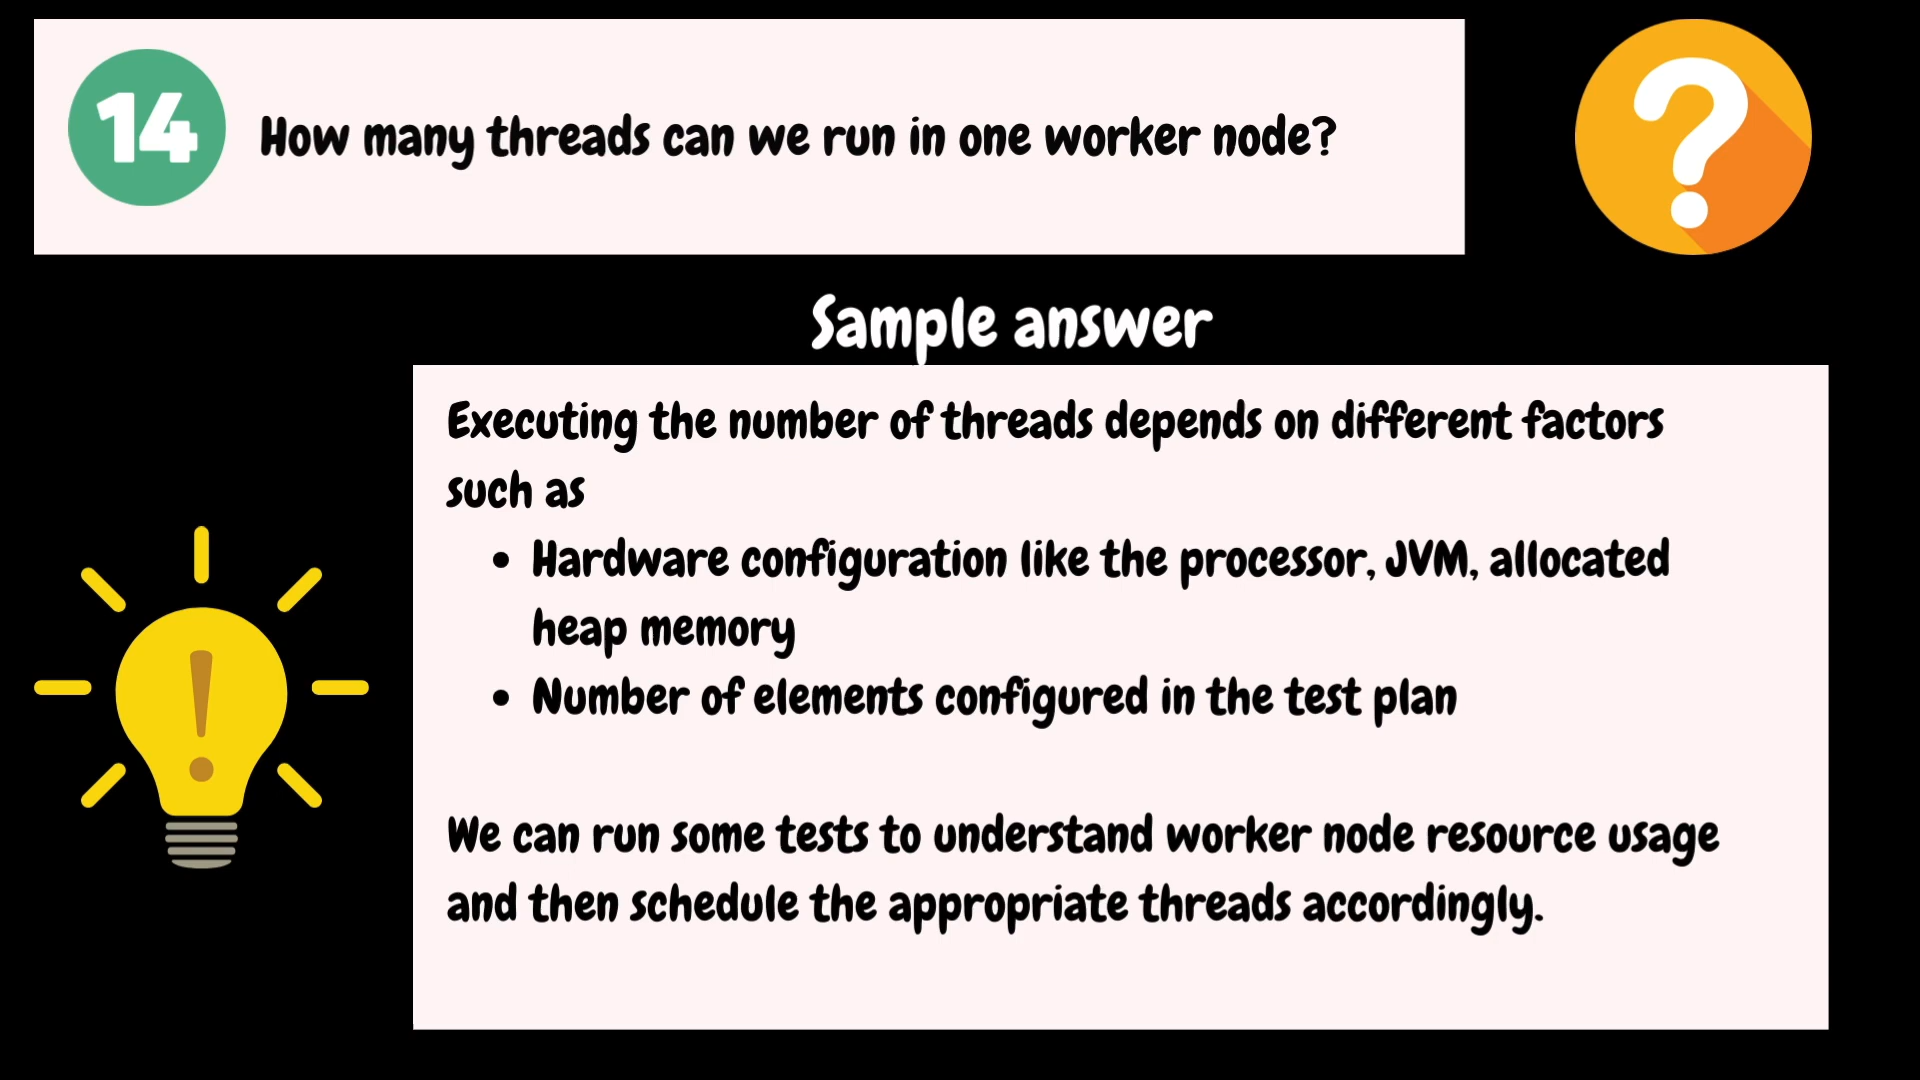 14
How many threads can we run in one worker node?
?
Sample answer
Executing the number of threads depends on different factors
such as
• Hardware configuration like the processor, JVM, allocated
heap memory
• Number of elements configured in the test plan
!
We can run some tests to understand worker node resource usage
and then schedule the appropriate threads accordingly.